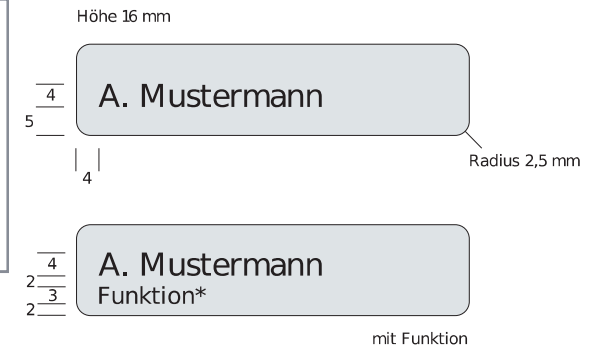 Höhe 16 mm
4
A. Mustermann
5
Radius 2,5 mm
4
4
A. Mustermann
2
3
Funktion*
2
mit Funktion